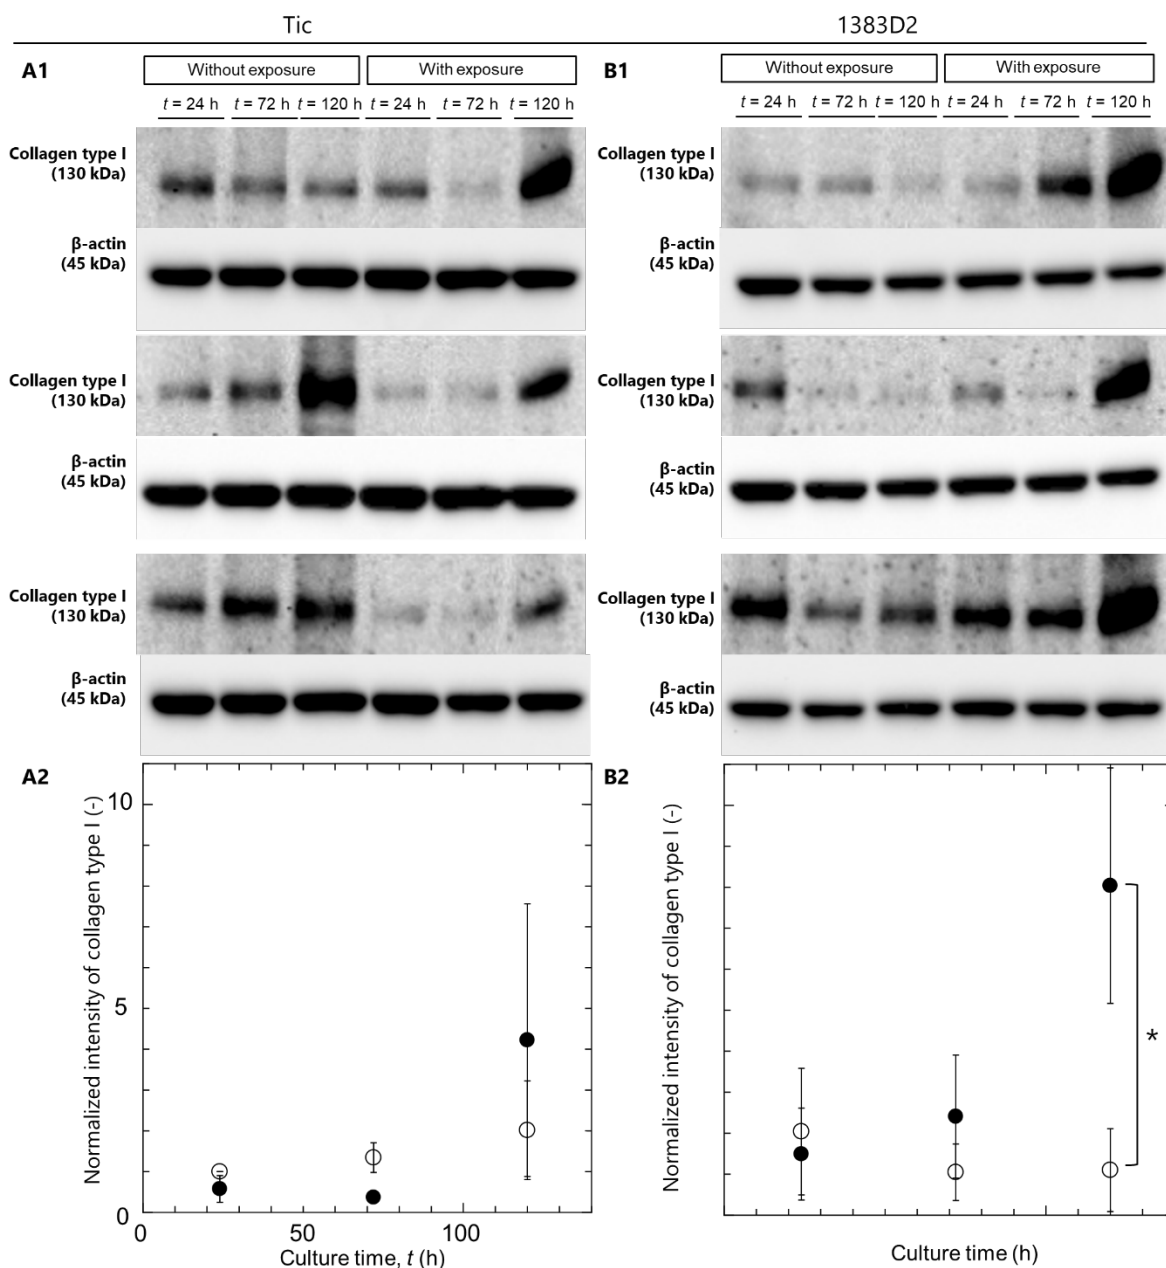 Tic 1383D2
A1 Without exposure With exposure B1 Without exposure With exposure
t = 24 h t = 72 h t = 120 h t = 24 h t = 72 h t = 120 h t = 24 h t = 72 h t = 120 h t = 24 h t = 72 h t = 120 h
Collagen type I
(130 kDa)
β-actin
(45 kDa)
Collagen type I
(130 kDa)
β-actin
(45 kDa)
Collagen type I
(130 kDa)
β-actin
(45 kDa)
Collagen type I
(130 kDa)
β-actin
(45 kDa)
Collagen type I
(130 kDa)
β-actin
(45 kDa)
Collagen type I
(130 kDa)
β-actin
(45 kDa)
A2
Normalized intensity of collagen type I (-)
10
5
0
0 50 100
Culture time, t (h)
B2
Normalized intensity of collagen type I (-)
*
Culture time (h)